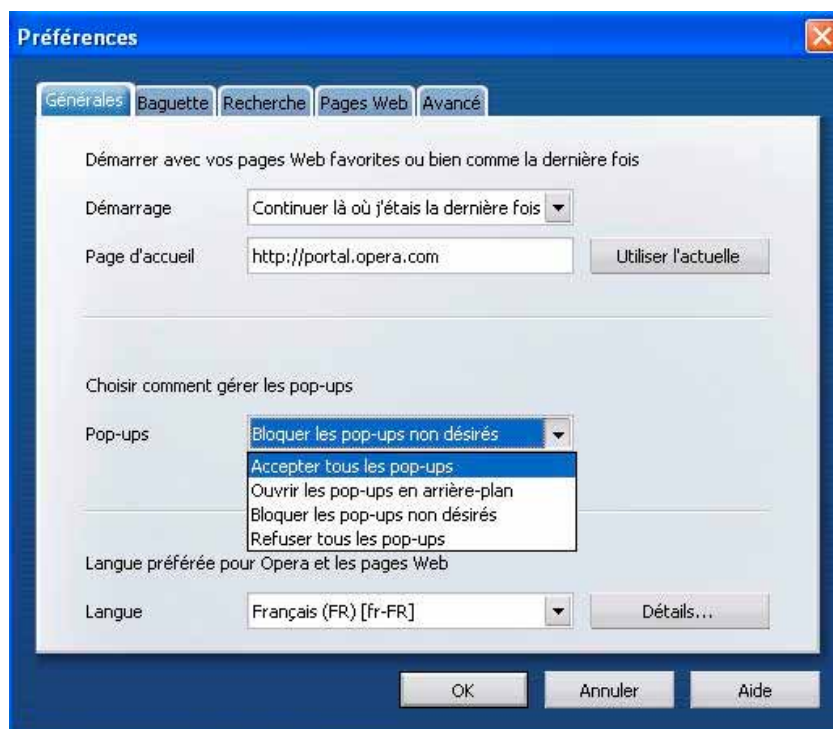 Préférences
Générales Baguette Recherche Pages Web Avancé
Démarrer avec vos pages Web favorites ou bien comme la dernière fois
Démarrage Continuer là où j'étais la dernière fois
Page d'accueil http://portal.opera.com Utiliser l'actuelle
Choisir comment gérer les pop-ups
Pop-ups Bloquer les pop-ups non désirés
Accepter tous les pop-ups
Ouvrir les pop-ups en arrière-plan
Bloquer les pop-ups non désirés
Refuser tous les pop-ups
Langue préférée pour Opera et les pages Web
Langue Français (FR) [fr-FR] Détails...
OK Annuler Aide